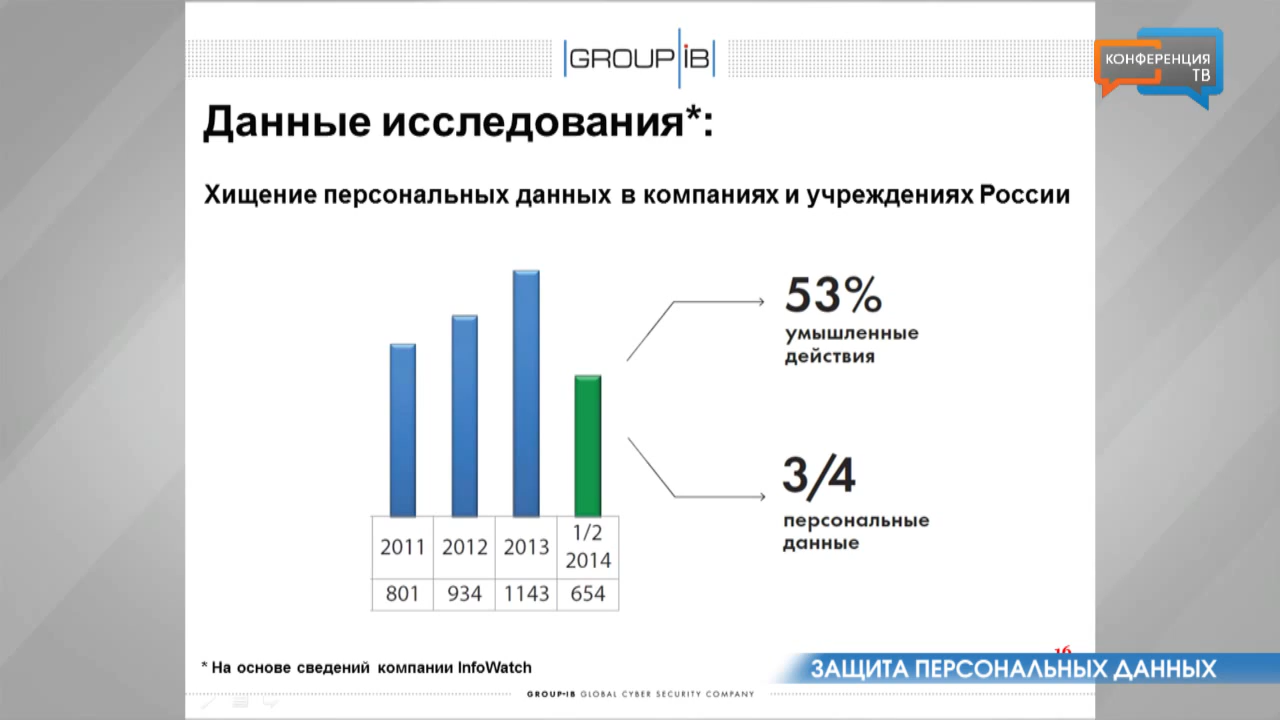 GROUP iB
КОНФЕРЕНЦИЯ
ТВ
Данные исследования*:
Хищение персональных данных в компаниях и учреждениях России
53%
умышленные
действия
3/4
персональные
данные
2011 2012 2013 1/2 2014
801 934 1143 654
* На основе сведений компании InfoWatch
16
ЗАЩИТА ПЕРСОНАЛЬНЫХ ДАННЫХ
GROUP-IB GLOBAL CYBER SECURITY COMPANY